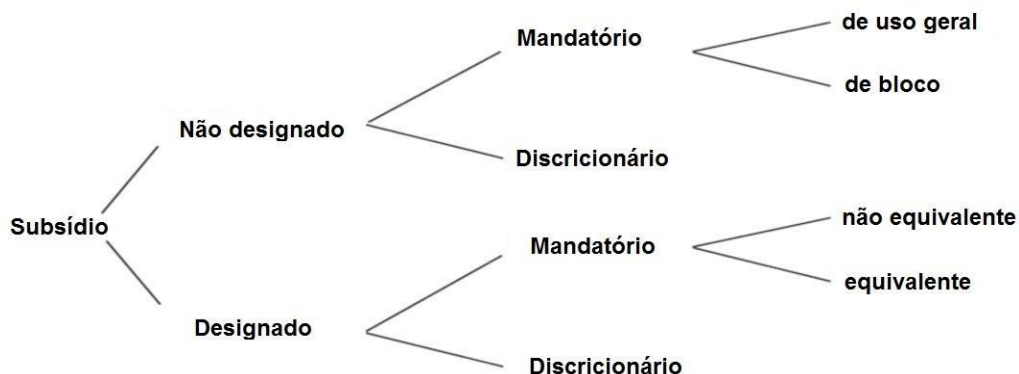 de uso geral
Mandatório
de bloco
Não designado
Discricionário
Subsídio
não equivalente
Mandatório
equivalente
Designado
Discricionário